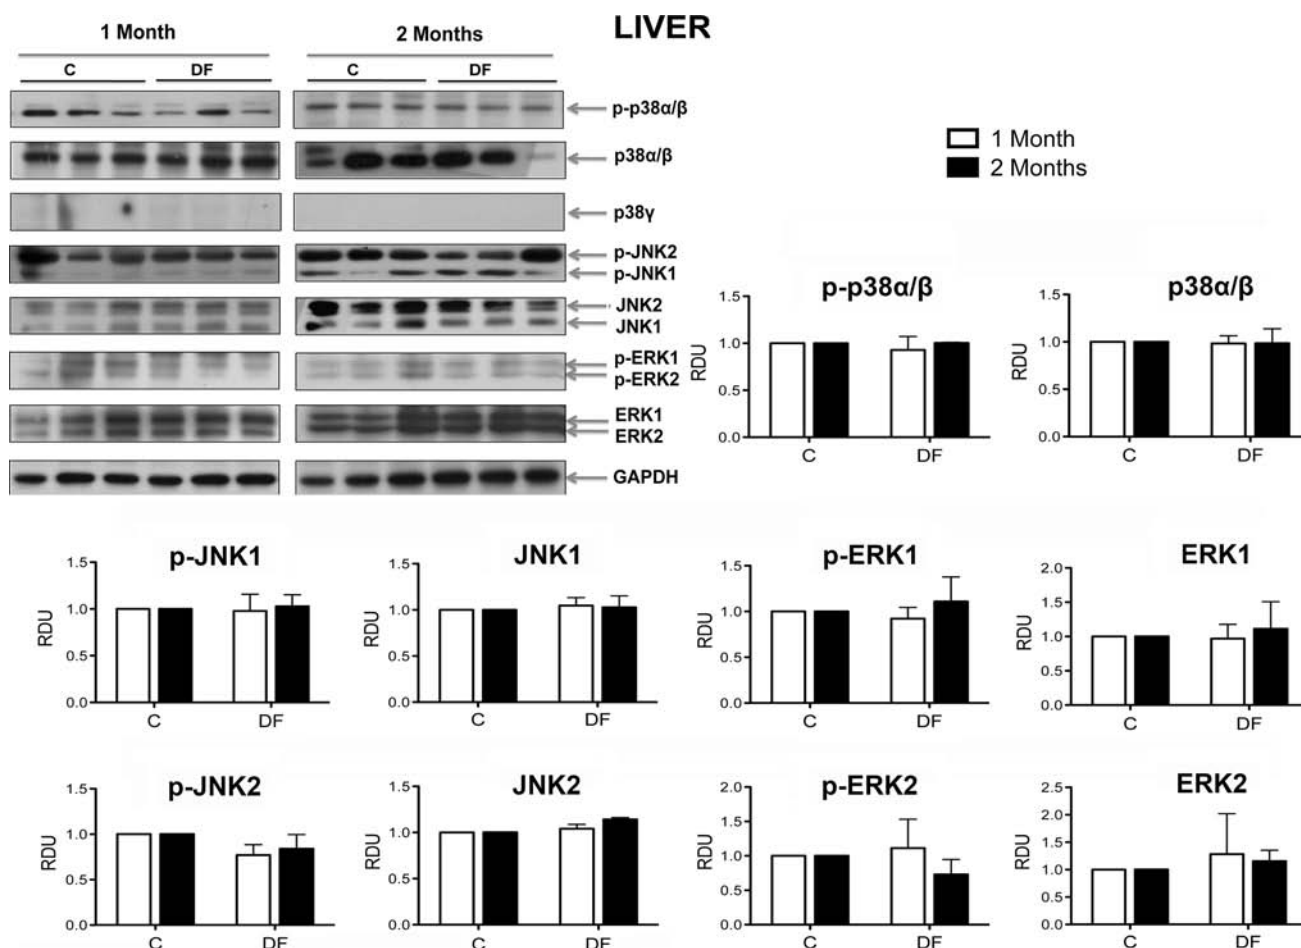 LIVER
1 Month
2 Months
C
DF
C
DF
p-p38α/β
p38α/β
p38γ
p-JNK2
p-JNK1
JNK2
JNK1
p-ERK1
p-ERK2
ERK1
ERK2
GAPDH
1 Month
2 Months
p-p38α/β
RDU
1.5
1.0
0.5
0.0
C
DF
p38α/β
RDU
1.5
1.0
0.5
0.0
C
DF
p-JNK1
RDU
1.5
1.0
0.5
0.0
C
DF
JNK1
RDU
1.5
1.0
0.5
0.0
C
DF
p-ERK1
RDU
1.5
1.0
0.5
0.0
C
DF
ERK1
RDU
2.0
1.5
1.0
0.5
0.0
C
DF
p-JNK2
RDU
1.5
1.0
0.5
0.0
C
DF
JNK2
RDU
1.5
1.0
0.5
0.0
C
DF
p-ERK2
RDU
2.0
1.5
1.0
0.5
0.0
C
DF
ERK2
RDU
2.5
2.0
1.5
1.0
0.5
0.0
C
DF